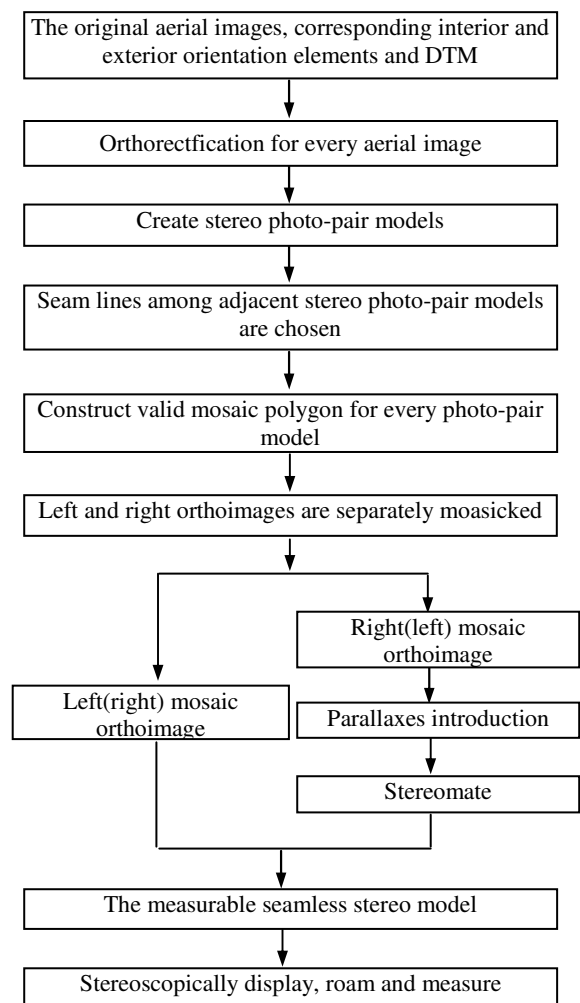 The original aerial images, corresponding interior and
exterior orientation elements and DTM
Orthorectfication for every aerial image
Create stereo photo-pair models
Seam lines among adjacent stereo photo-pair models
are chosen
Construct valid mosaic polygon for every photo-pair
model
Left and right orthoimages are separately moasicked
Right(left) mosaic
orthoimage
Left(right) mosaic
orthoimage
Parallaxes introduction
Stereomate
The measurable seamless stereo model
Stereoscopically display, roam and measure